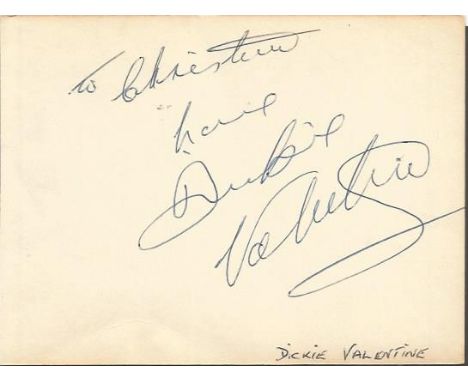 To Christine
love
Dickie
Valentine
DICKIE VALENTINE